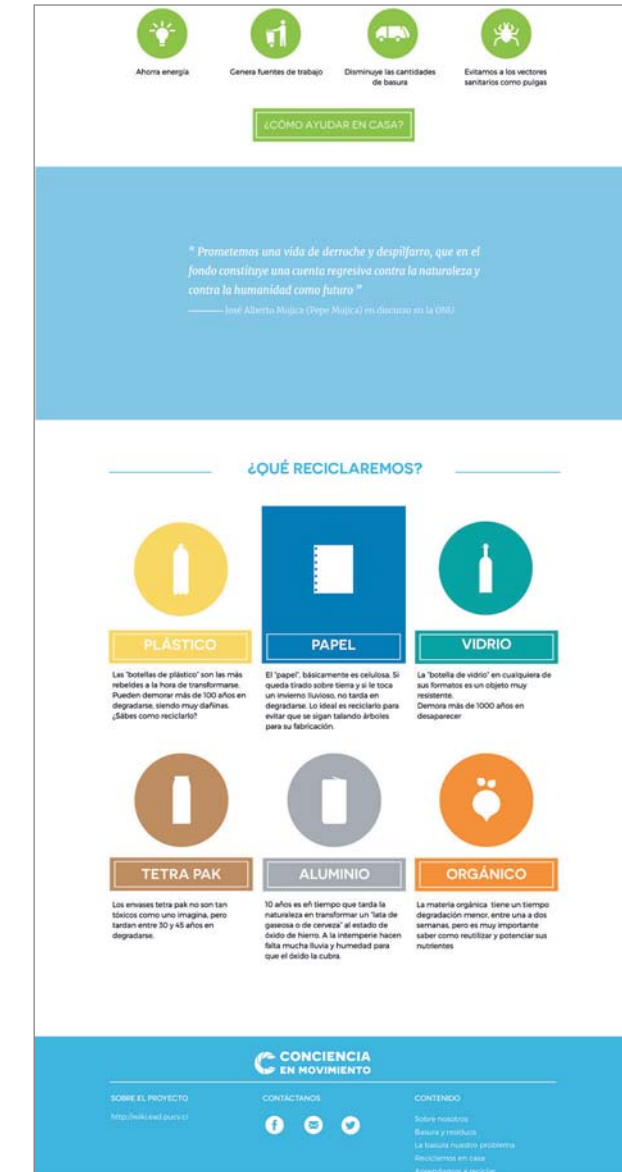 Ahorra energía
Genera fuentes de trabajo
Disminuye las cantidades
de basura
Evitamos a los vectores
sanitarios como pulgas
¿CÓMO AYUDAR EN CASA?
" Prometemos una vida de derroche y despilfarro, que en el
fondo constituye una cuenta regresiva contra la naturaleza y
contra la humanidad como futuro "
José Alberto Mojica (Pepe Mojica) en discurso en la ONU
¿QUÉ RECICLAREMOS?
PLÁSTICO
Las "botellas de plástico" son las más
rebeldes a la hora de transformarse.
Pueden demorar más de 100 años en
degradarse, siendo muy dañinas.
¿Sábes como reciclarlo?
PAPEL
El "papel", básicamente es celulosa. Si
queda tirado sobre tierra y si le toca
un invierno lluvioso, no tarda en
degradarse. Lo ideal es reciclarlo para
evitar que se sigan talando árboles
para su fabricación.
VIDRIO
La "botella de vidrio" en cualquiera de
sus formatos es un objeto muy
resistente.
Demora más de 1000 años en
desaparecer
TETRA PAK
Los envases tetra pak no son tan
tóxicos como uno imagina, pero
tardan entre 30 y 45 años en
degradarse.
ALUMINIO
10 años es eñ tiempo que tarda la
naturaleza en transformar un "lata de
gaseosa o de cerveza" al estado de
óxido de hierro. A la intemperie hacen
falta mucha lluvia y humedad para
que el óxido la cubra.
ORGÁNICO
La materia orgánica tiene un tiempo
degradación menor, entre una a dos
semanas, pero es muy importante
saber como reutilizar y potenciar sus
nutrientes
CONCIENCIA
EN MOVIMIENTO
SOBRE EL PROYECTO
http://wiki.ead.pucv.cl
CONTÁCTANOS
CONTENIDO
Sobre nosotros
Basura y residuos
La basura nuestro problema
Reciclemos en casa
Aprendemos a reciclar